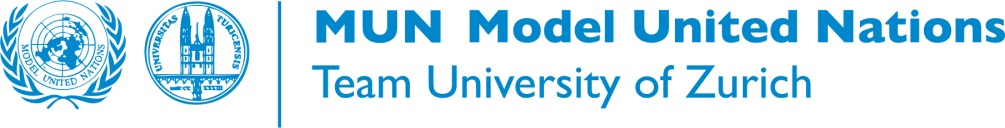 MODEL UNITED NATIONS
UNIVERSITAS TURICENSIS
MUN Model United Nations
Team University of Zurich